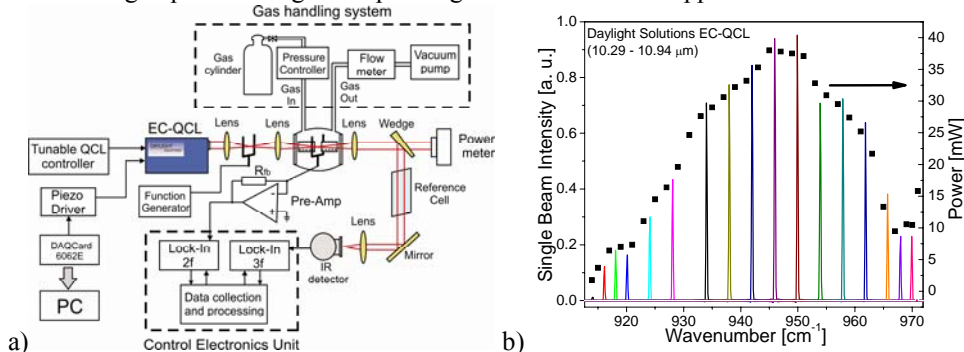 Gas handling system
Gas
cylinder
Pressure
Controller
Flow
meter
Vacuum
pump
Gas
In
Gas
Out
EC-QCL
Lens
Lens
Lens
Wedge
Power
meter
Tunable QCL
controller
Function
Generator
Rfb
Pre-Amp
Reference
Cell
Piezo
Driver
DAQCard
6062E
PC
Lock-In
2f
Lock-In
3f
IR
detector
Lens
Mirror
Data collection
and processing
Control Electronics Unit
a)
Daylight Solutions EC-QCL
(10.29 - 10.94 μm)
Single Beam Intensity [a. u.]
1.0
0.8
0.6
0.4
0.2
0.0
920
930
940
950
960
970
Wavenumber [cm⁻¹]
40
35
30
25
20
15
10
5
0
Power [mW]
b)